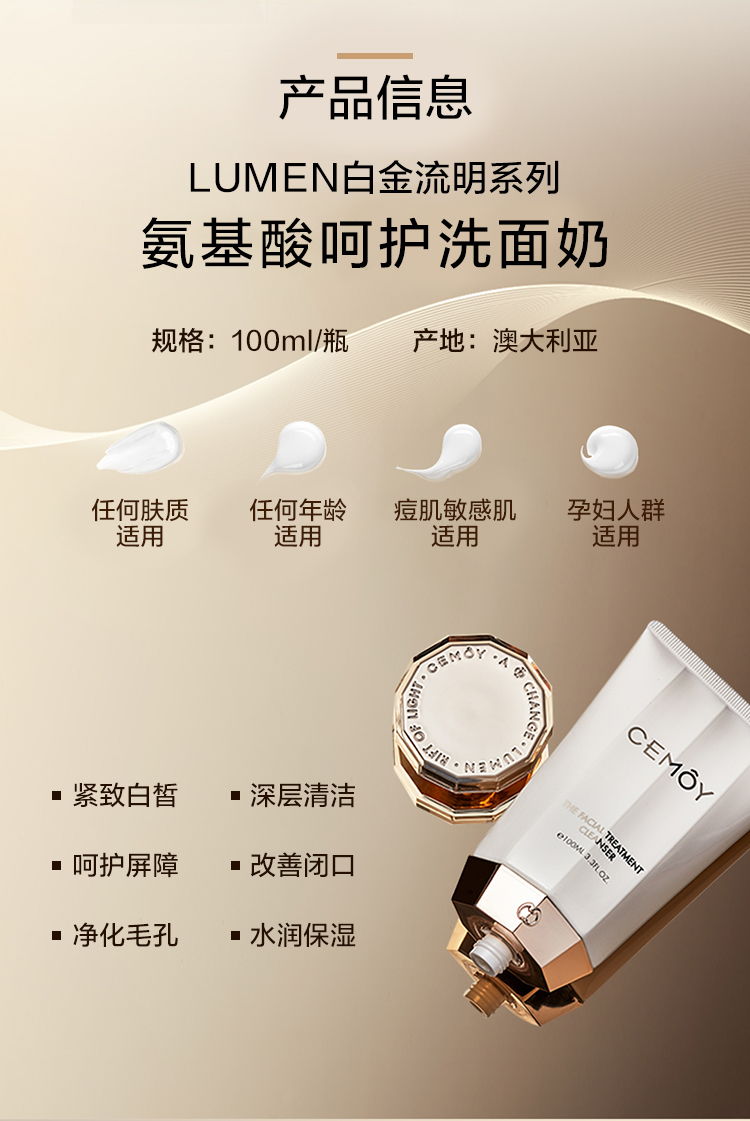 产品信息
LUMEN白金流明系列
氨基酸呵护洗面奶
规格：100ml/瓶 产地：澳大利亚
任何肤质 任何年龄 痘肌敏感肌 孕妇人群
适用 适用 适用 适用
CEMÔY · A CHANGE · LUMEN · RIFT OF LIGHT ·
CEMÔY
THE FACIAL TREATMENT
CLEANSER
e100ML 3.3fl.OZ.
▪ 紧致白皙 ▪ 深层清洁
▪ 呵护屏障 ▪ 改善闭口
▪ 净化毛孔 ▪ 水润保湿